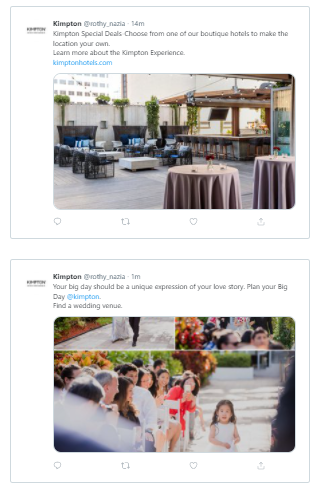 KIMPTON
Kimpton @rothy_nazia · 14m
Kimpton Special Deals Choose from one of our boutique hotels to make the
location your own.
Learn more about the Kimpton Experience.
kimptonhotels.com
KIMPTON
Kimpton @rothy_nazia · 1m
Your big day should be a unique expression of your love story. Plan your Big
Day @kimpton.
Find a wedding venue.